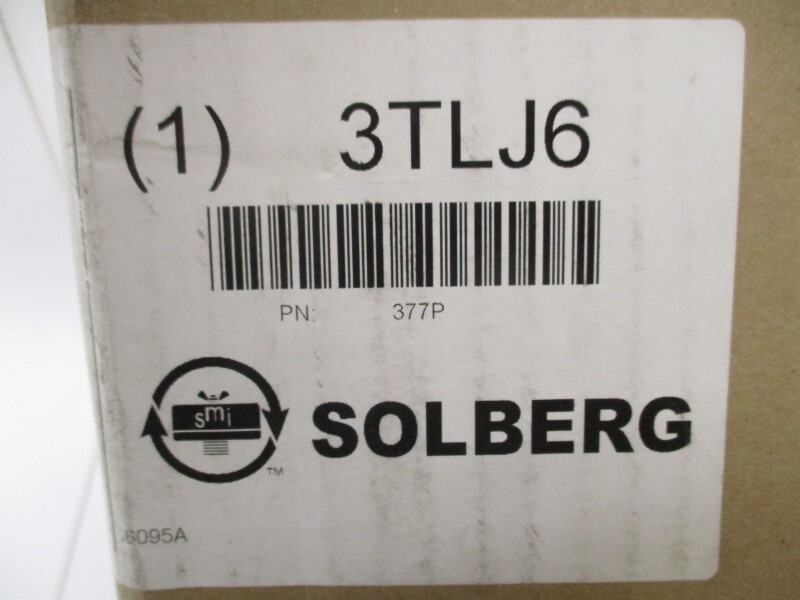 (1) 3TLJ6
PN: 377P
smi
TM
SOLBERG
6095A